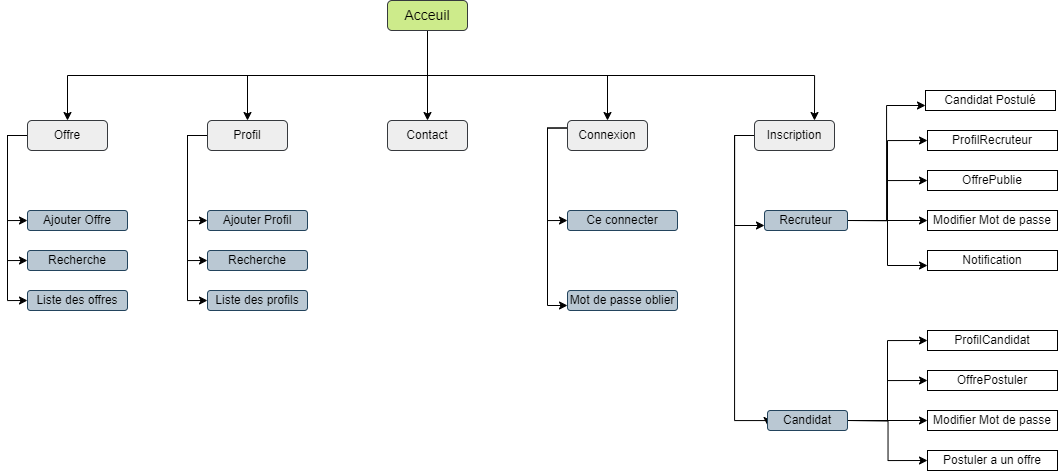 Acceuil
Offre
Profil
Contact
Connexion
Inscription
Ajouter Offre
Recherche
Liste des offres
Ajouter Profil
Recherche
Liste des profils
Ce connecter
Mot de passe oblier
Recruteur
Candidat Postulé
ProfilRecruteur
OffrePublie
Modifier Mot de passe
Notification
Candidat
ProfilCandidat
OffrePostuler
Modifier Mot de passe
Postuler a un offre